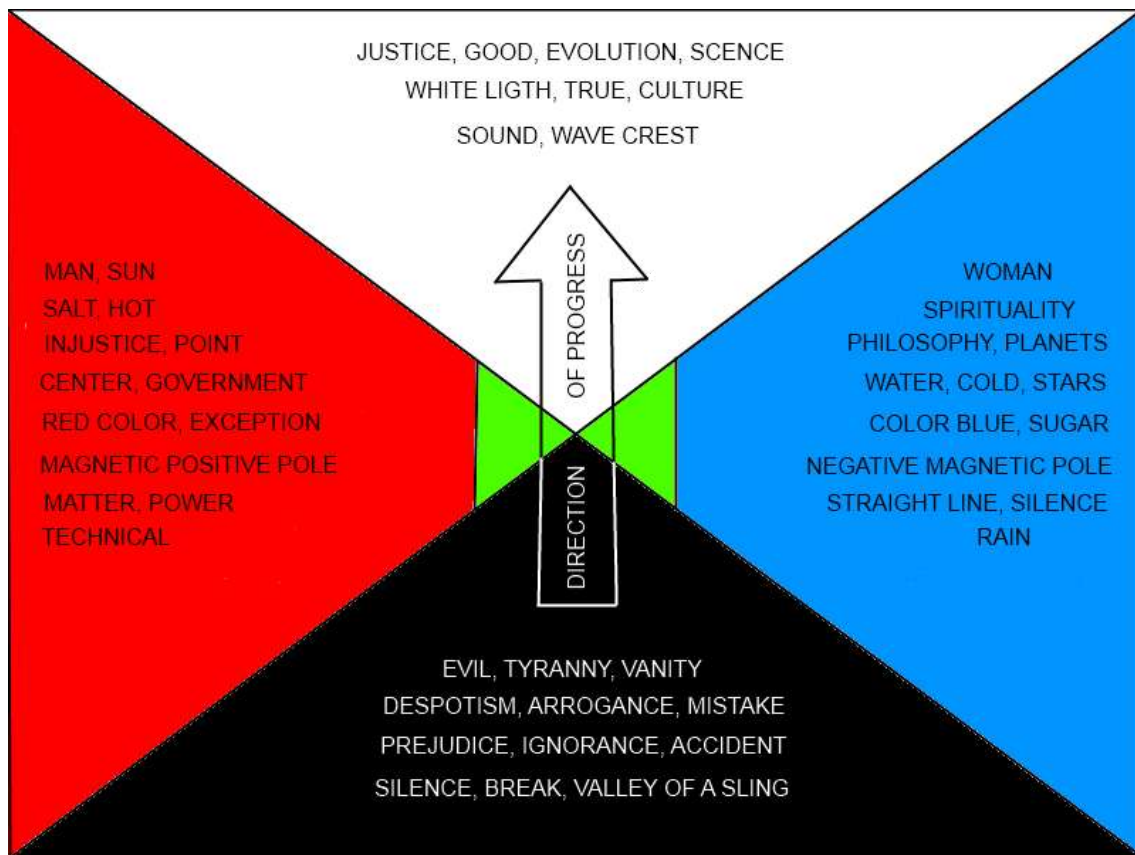 JUSTICE, GOOD, EVOLUTION, SCENCE
WHITE LIGTH, TRUE, CULTURE
SOUND, WAVE CREST
OF PROGRESS
DIRECTION
MAN, SUN
SALT, HOT
INJUSTICE, POINT
CENTER, GOVERNMENT
RED COLOR, EXCEPTION
MAGNETIC POSITIVE POLE
MATTER, POWER
TECHNICAL
WOMAN
SPIRITUALITY
PHILOSOPHY, PLANETS
WATER, COLD, STARS
COLOR BLUE, SUGAR
NEGATIVE MAGNETIC POLE
STRAIGHT LINE, SILENCE
RAIN
EVIL, TYRANNY, VANITY
DESPOTISM, ARROGANCE, MISTAKE
PREJUDICE, IGNORANCE, ACCIDENT
SILENCE, BREAK, VALLEY OF A SLING